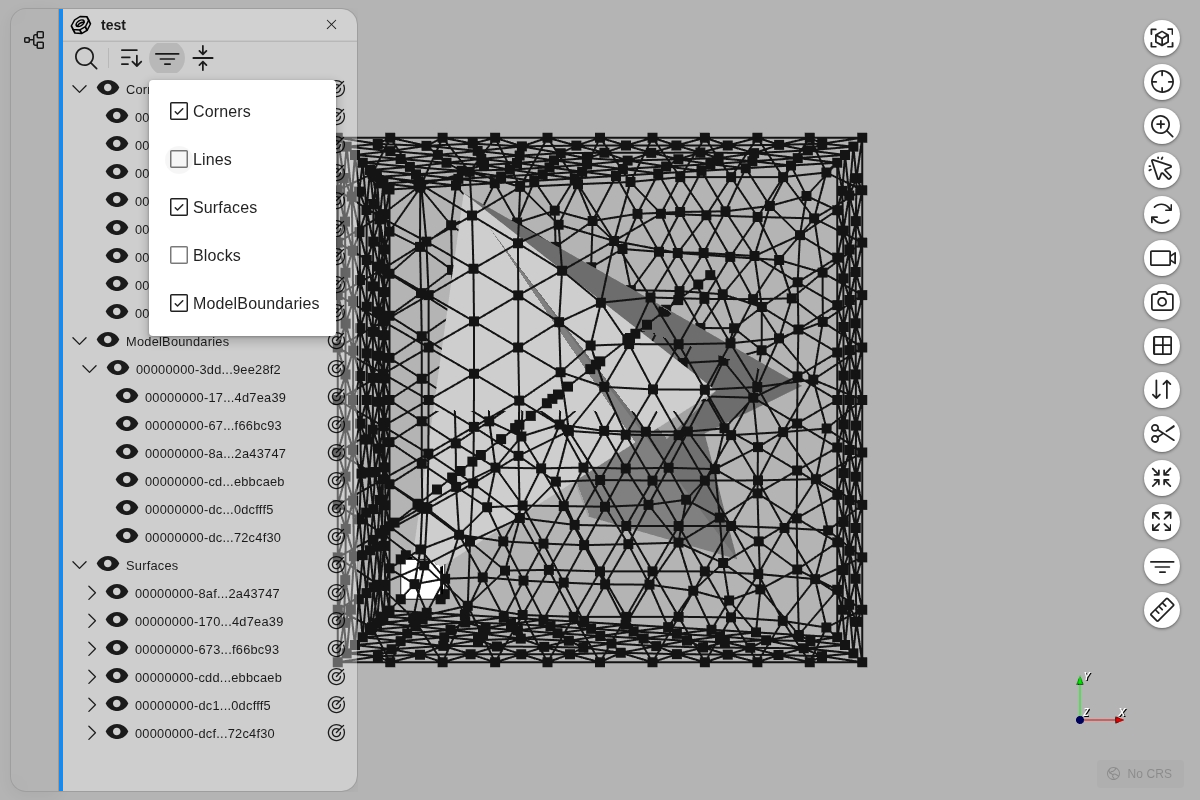 test
Corners
Lines
Surfaces
Blocks
ModelBoundaries
ModelBoundaries
00000000-3dd...9ee28f2
00000000-17...4d7ea39
00000000-67...f66bc93
00000000-8a...2a43747
00000000-cd...ebbcaeb
00000000-dc...0dcfff5
00000000-dc...72c4f30
Surfaces
00000000-8af...2a43747
00000000-170...4d7ea39
00000000-673...f66bc93
00000000-cdd...ebbcaeb
00000000-dc1...0dcfff5
00000000-dcf...72c4f30
Y
Z X
No CRS